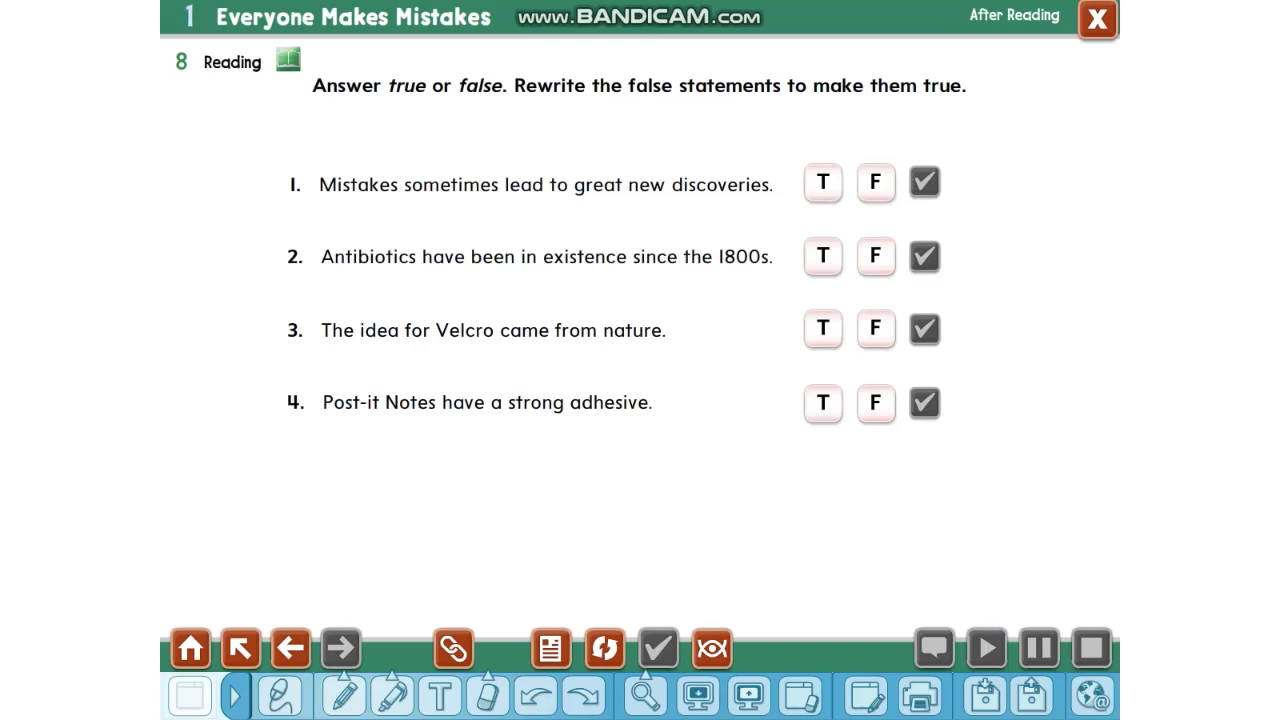 1 Everyone Makes Mistakes www.BANDICAM.com After Reading X
8 Reading
Answer true or false. Rewrite the false statements to make them true.
1. Mistakes sometimes lead to great new discoveries. T F
2. Antibiotics have been in existence since the 1800s. T F
3. The idea for Velcro came from nature. T F
4. Post-it Notes have a strong adhesive. T F
T